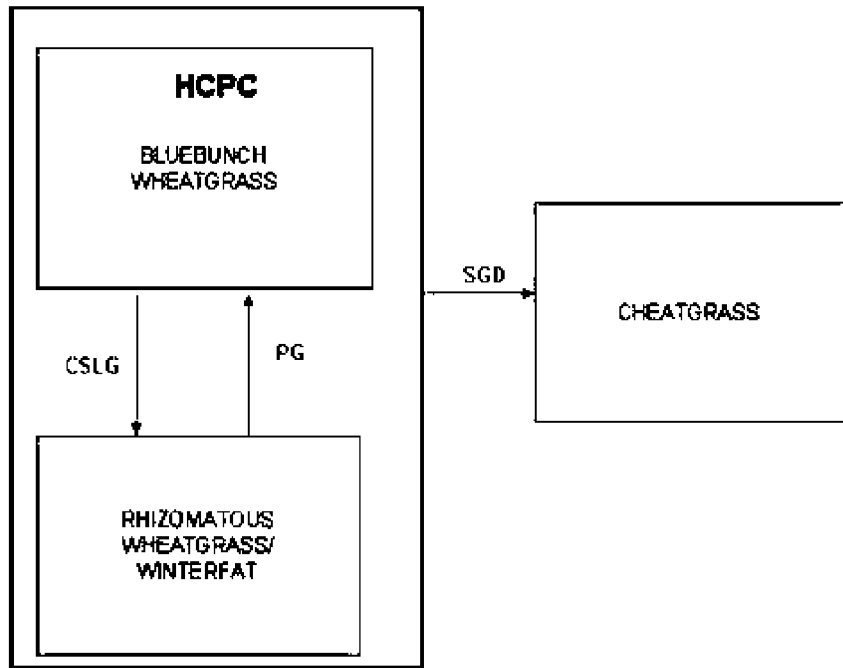 HCPC
BLUEBUNCH
WHEATGRASS
SGD
CHEATGRASS
CSLG
PG
RHIZOMATOUS
WHEATGRASS/
WINTERFAT